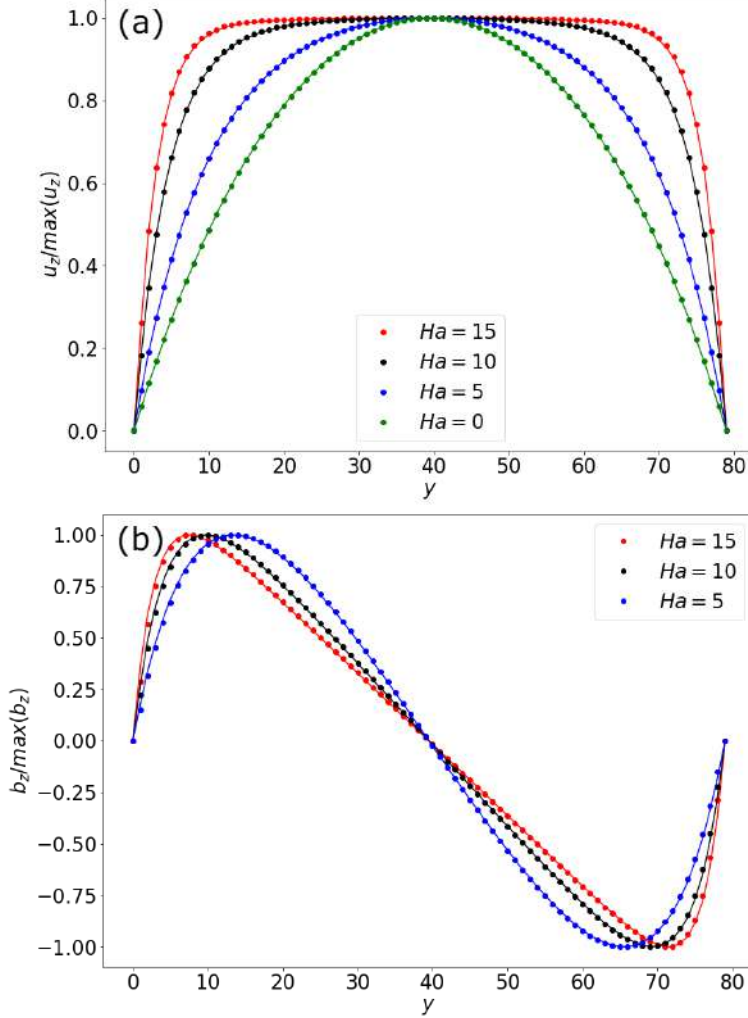 (a)
1.0
0.8
0.6
0.4
0.2
0.0
u_z/max(u_z)
Ha = 15
Ha = 10
Ha = 5
Ha = 0
0 10 20 30 40 50 60 70 80
y
(b)
1.00
0.75
0.50
0.25
0.00
−0.25
−0.50
−0.75
−1.00
b_z/max(b_z)
Ha = 15
Ha = 10
Ha = 5
0 10 20 30 40 50 60 70 80
y